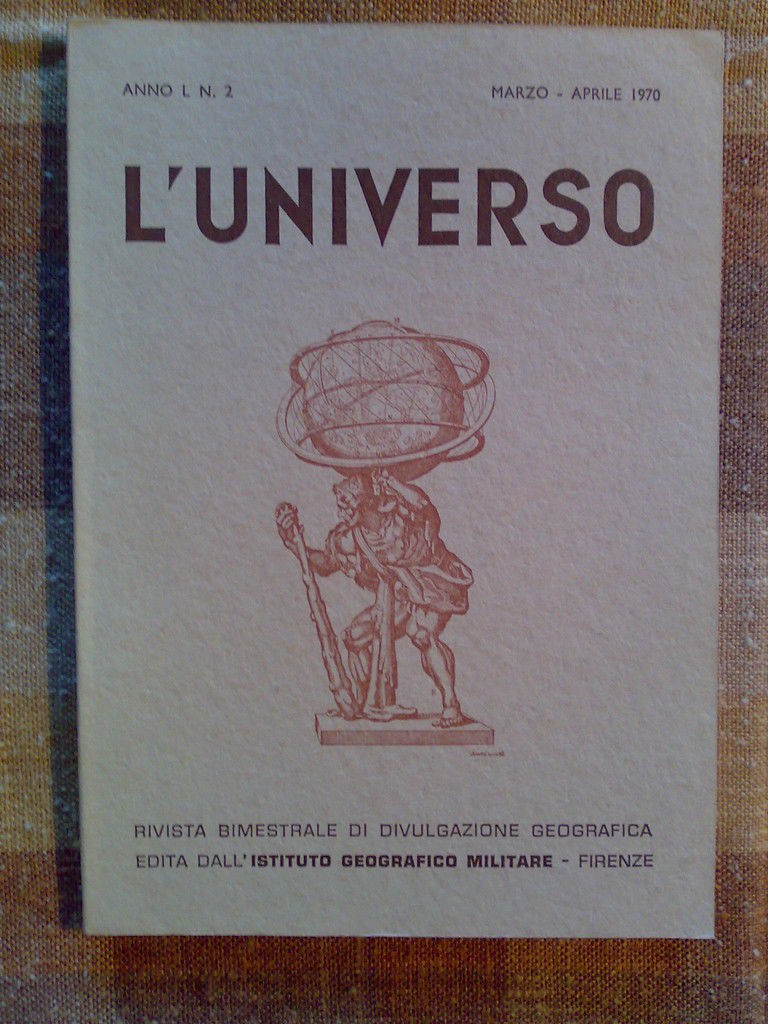 ANNO L N. 2
MARZO - APRILE 1970
L'UNIVERSO
RIVISTA BIMESTRALE DI DIVULGAZIONE GEOGRAFICA
EDITA DALL'ISTITUTO GEOGRAFICO MILITARE - FIRENZE